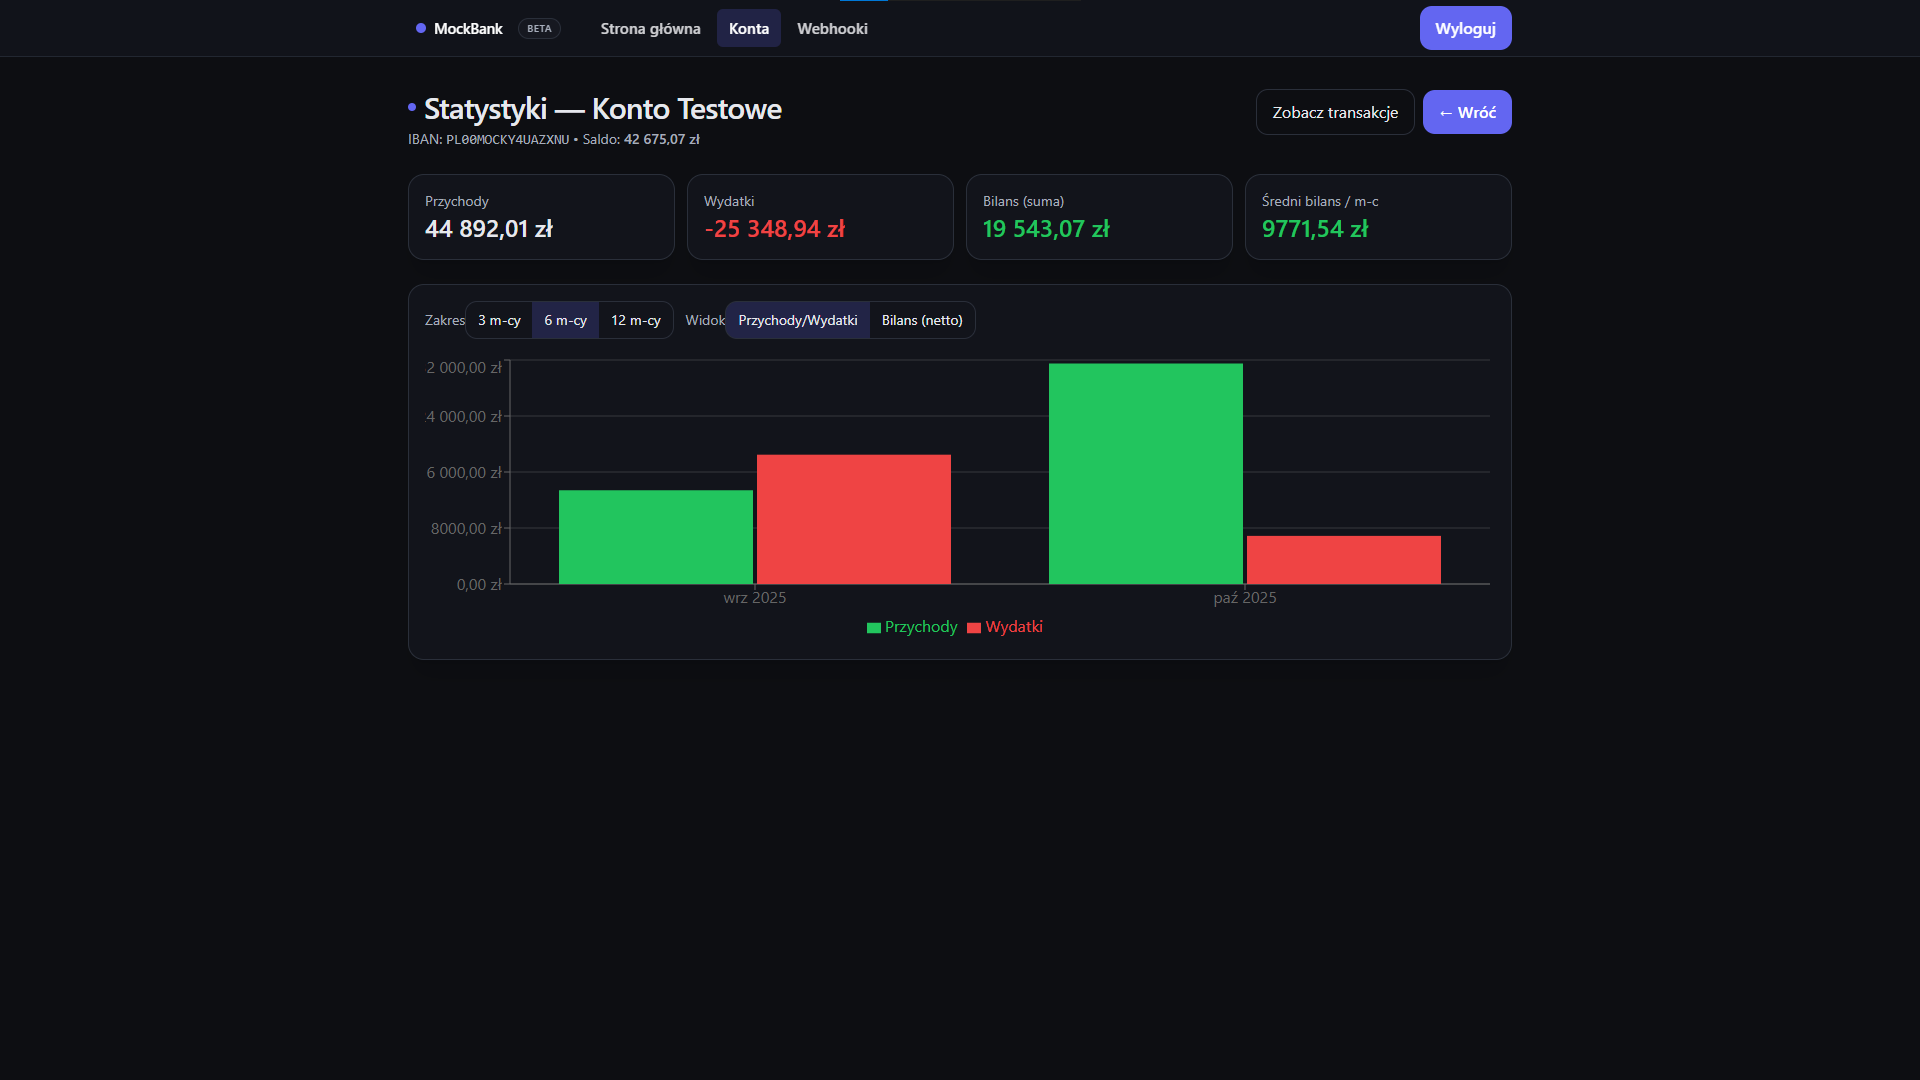 MockBank BETA Strona główna Konta Webhooki Wyloguj
Statystyki — Konto Testowe
IBAN: PL00MOCKY4UAZXNU • Saldo: 42 675,07 zł
Zobacz transakcje ← Wróć
Przychody
44 892,01 zł
Wydatki
-25 348,94 zł
Bilans (suma)
19 543,07 zł
Średni bilans / m-c
9771,54 zł
Zakres 3 m-cy 6 m-cy 12 m-cy Widok Przychody/Wydatki Bilans (netto)
2 000,00 zł
4 000,00 zł
6 000,00 zł
8000,00 zł
0,00 zł
wrz 2025 paź 2025
Przychody Wydatki